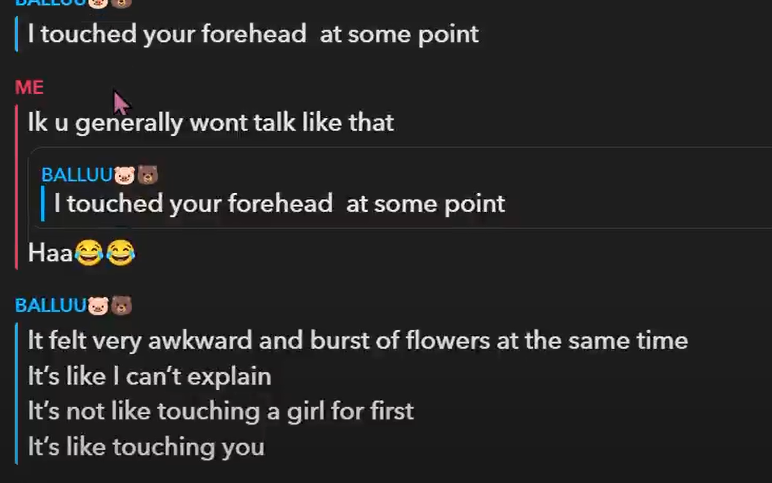 BALLUU🐷🐻
I touched your forehead  at some point
ME
Ik u generally wont talk like that
BALLUU🐷🐻
I touched your forehead  at some point
Haa😂😂
BALLUU🐷🐻
It felt very awkward and burst of flowers at the same time
It's like I can't explain
It's not like touching a girl for first
It's like touching you